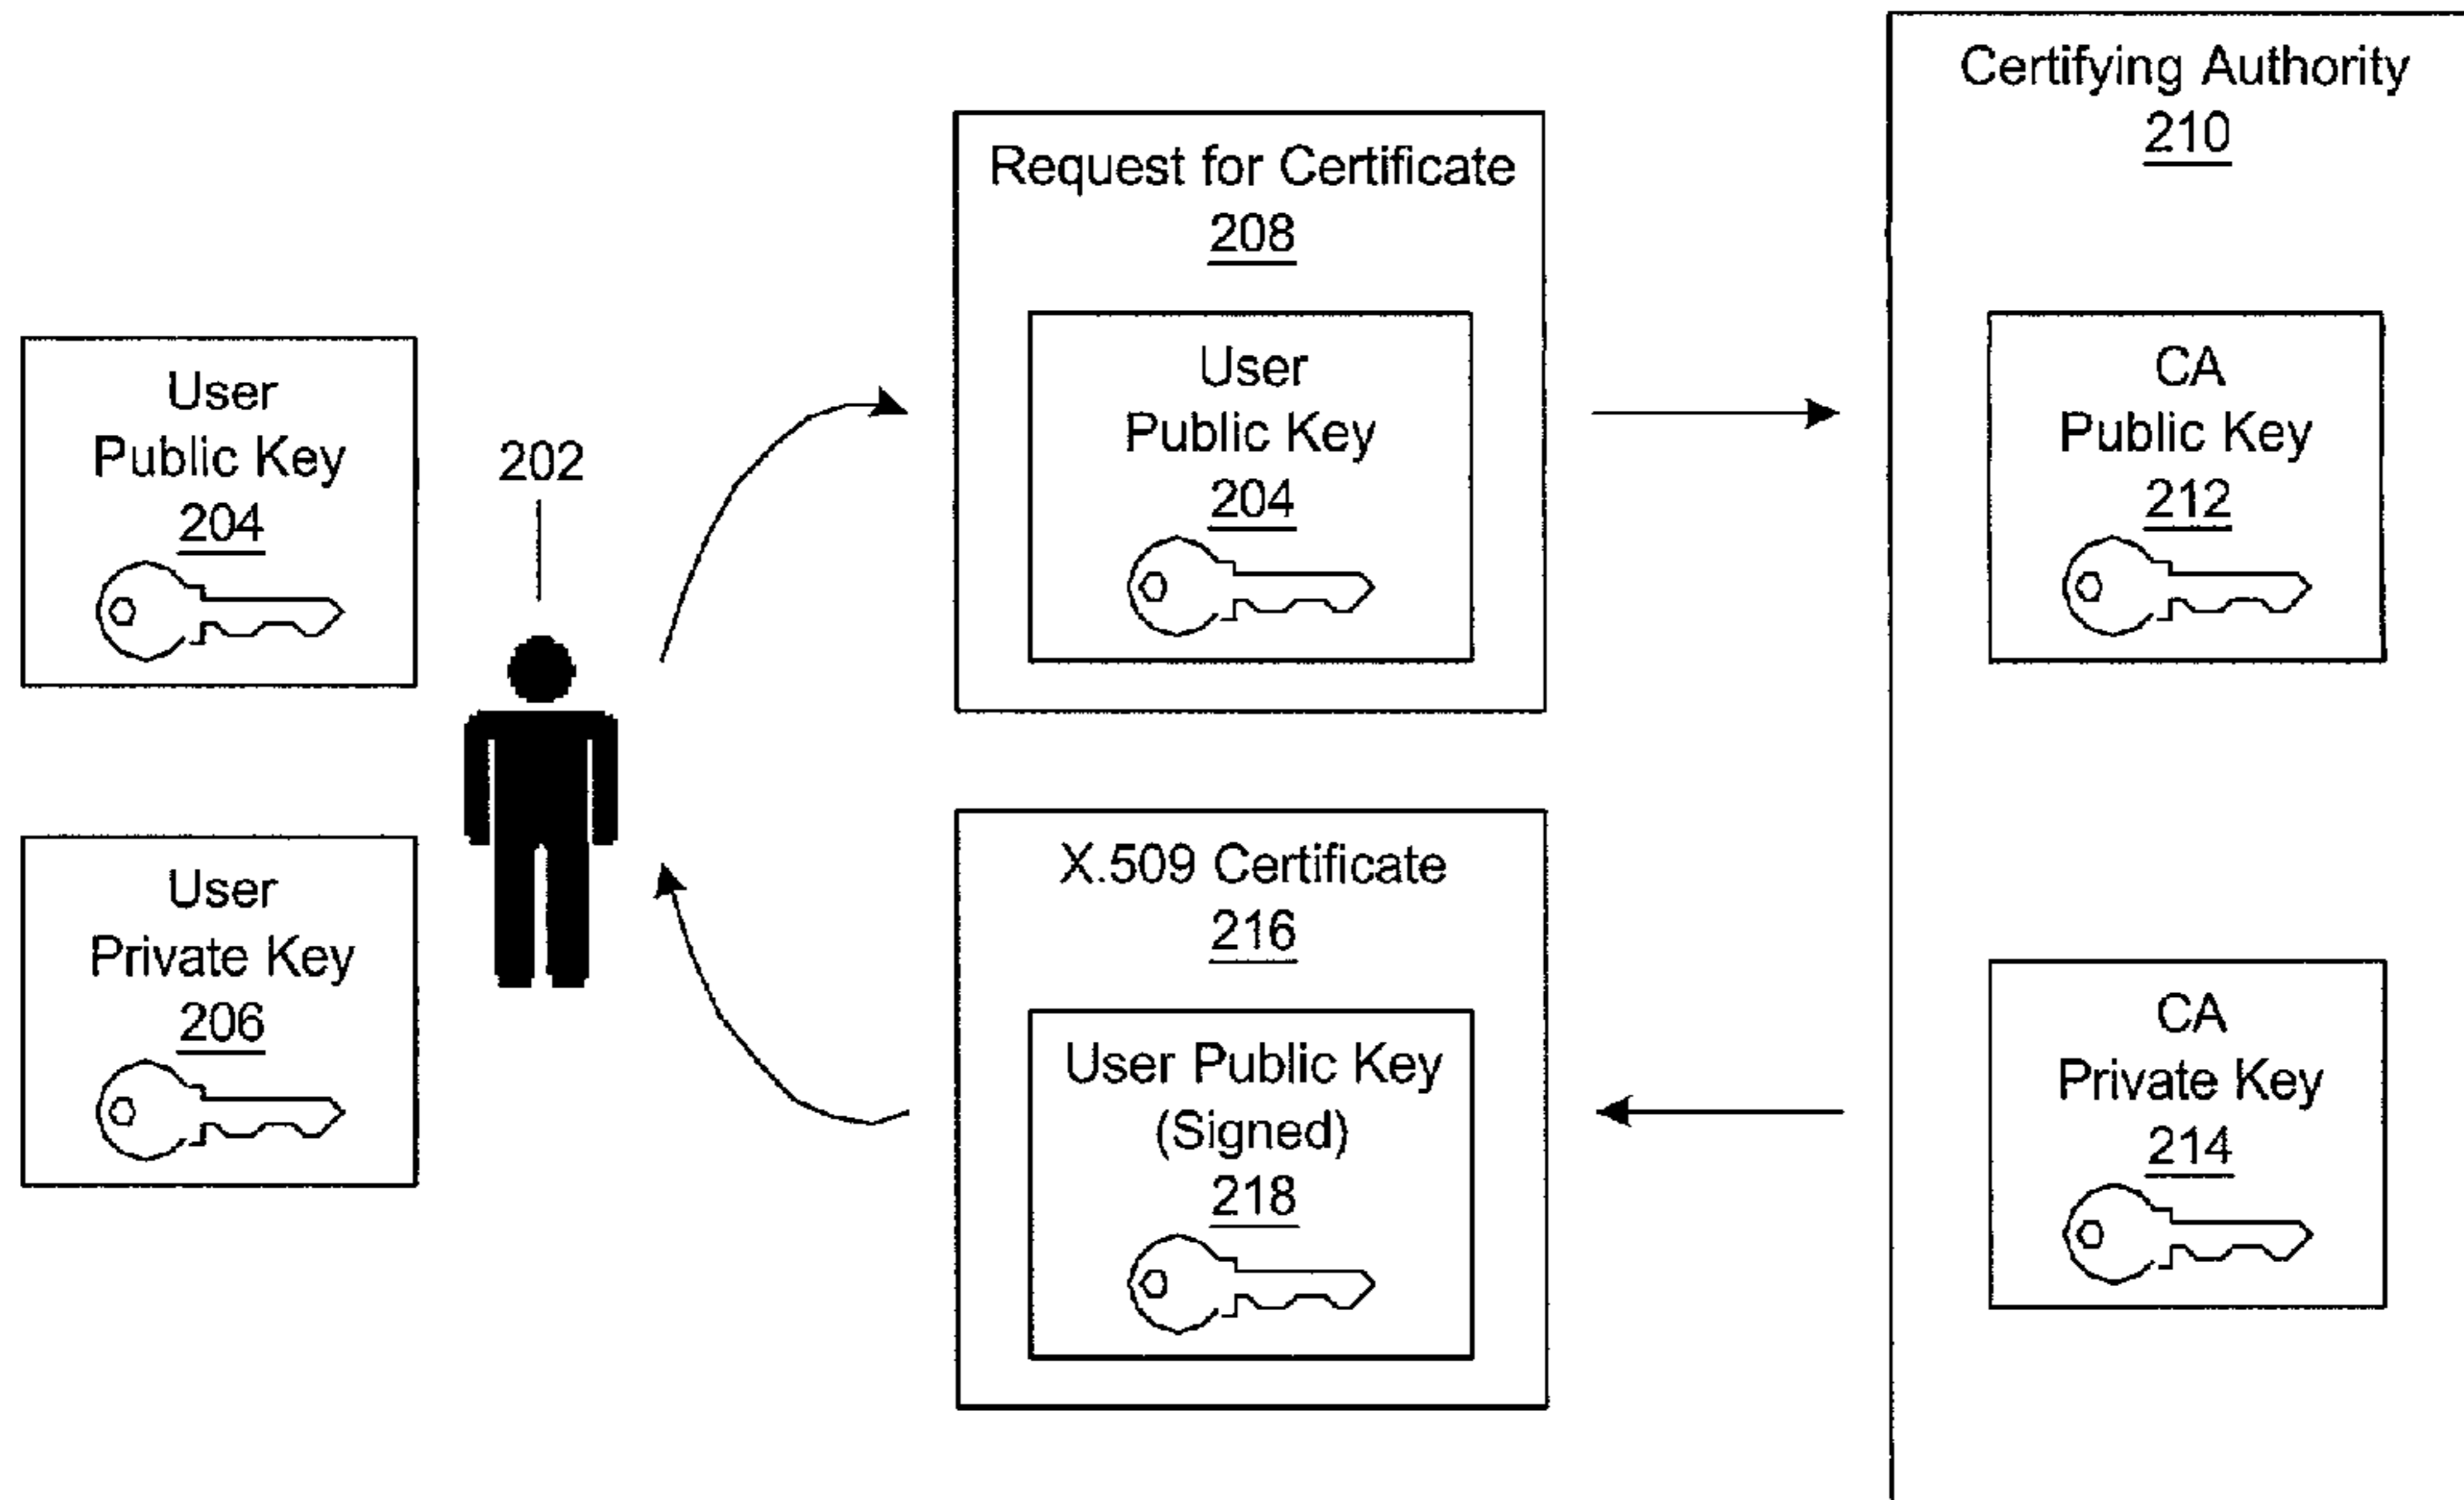 User
Public Key
204
202
User
Private Key
206
Request for Certificate
208
User
Public Key
204
X.509 Certificate
216
User Public Key
(Signed)
218
Certifying Authority
210
CA
Public Key
212
CA
Private Key
214